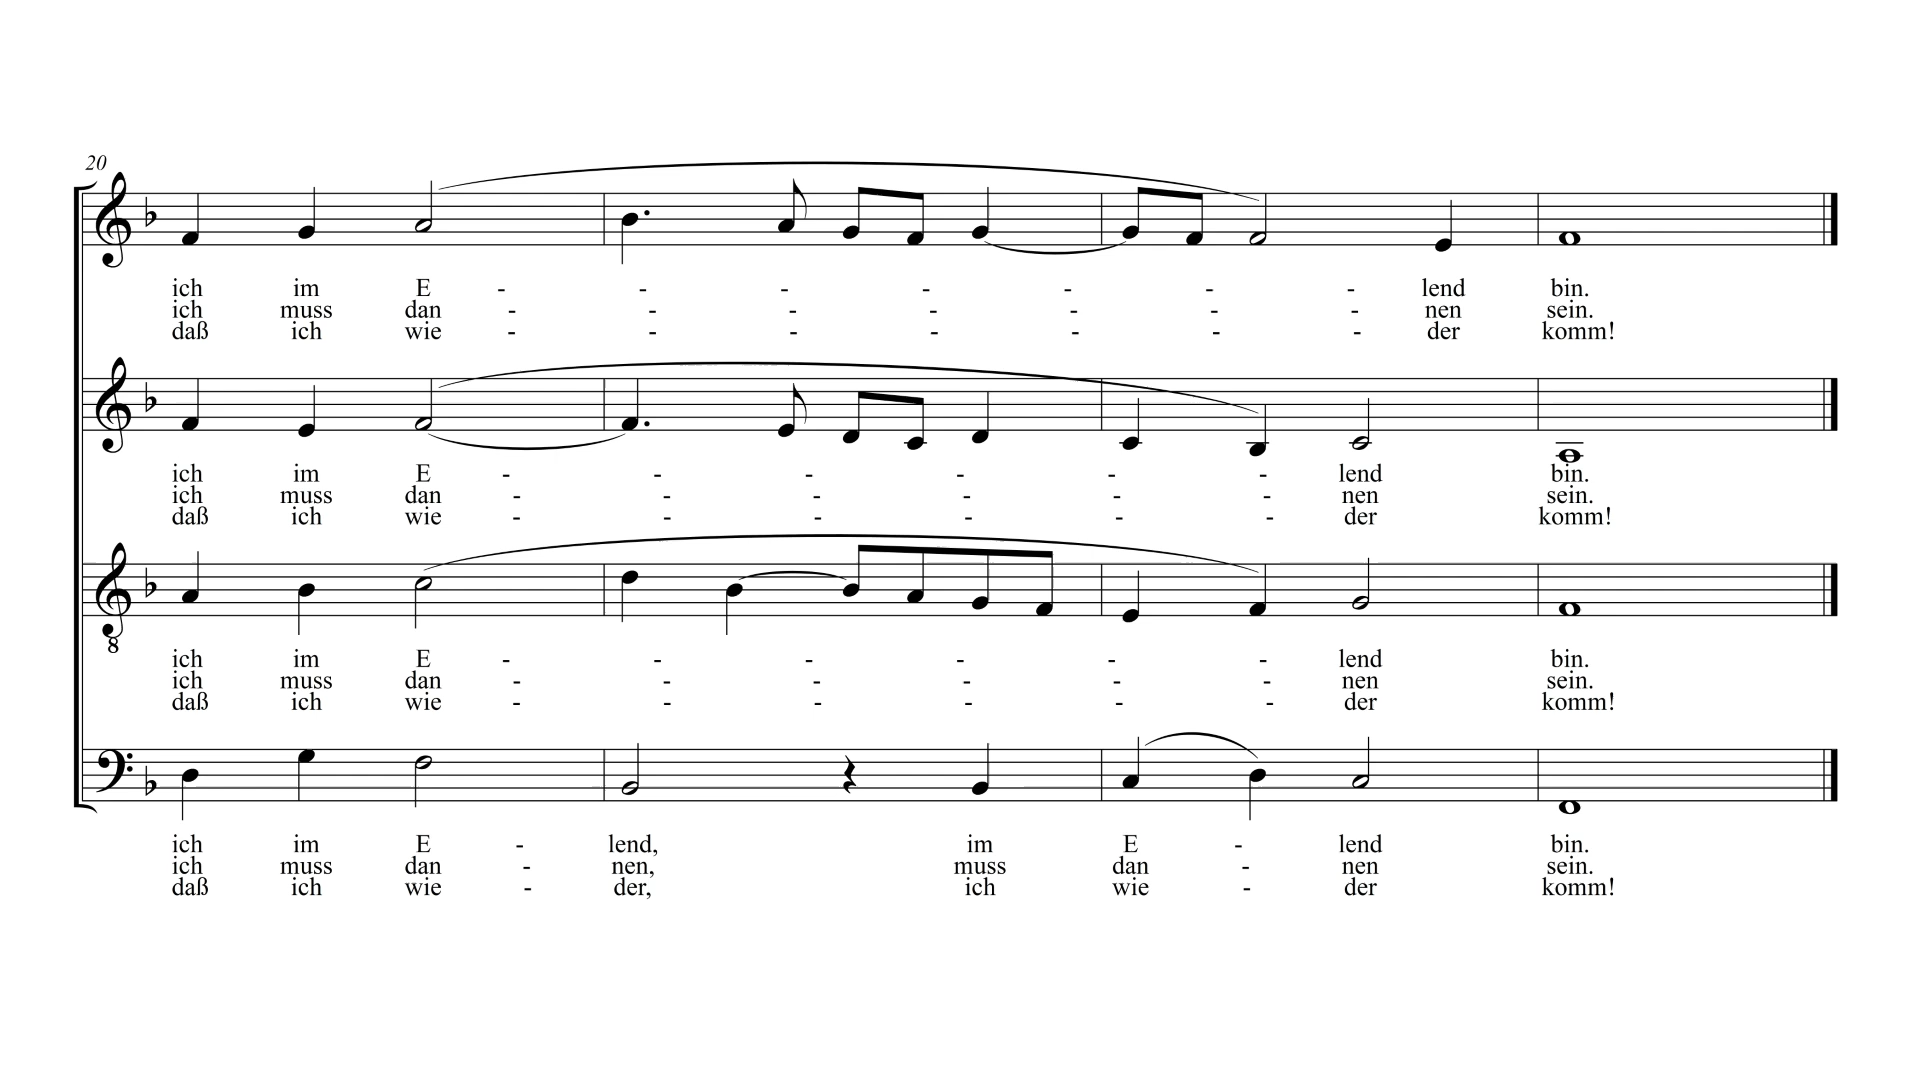 20
ich im E - - - - - - - lend bin.
ich muss dan - - - - - - - nen sein.
daß ich wie - - - - - - - der komm!
ich im E - - - - - - lend bin.
ich muss dan - - - - - - nen sein.
daß ich wie - - - - - - der komm!
8
ich im E - - - - - - lend bin.
ich muss dan - - - - - - nen sein.
daß ich wie - - - - - - der komm!
ich im E - lend, im E - lend bin.
ich muss dan - nen, muss dan - nen sein.
daß ich wie - der, ich wie - der komm!